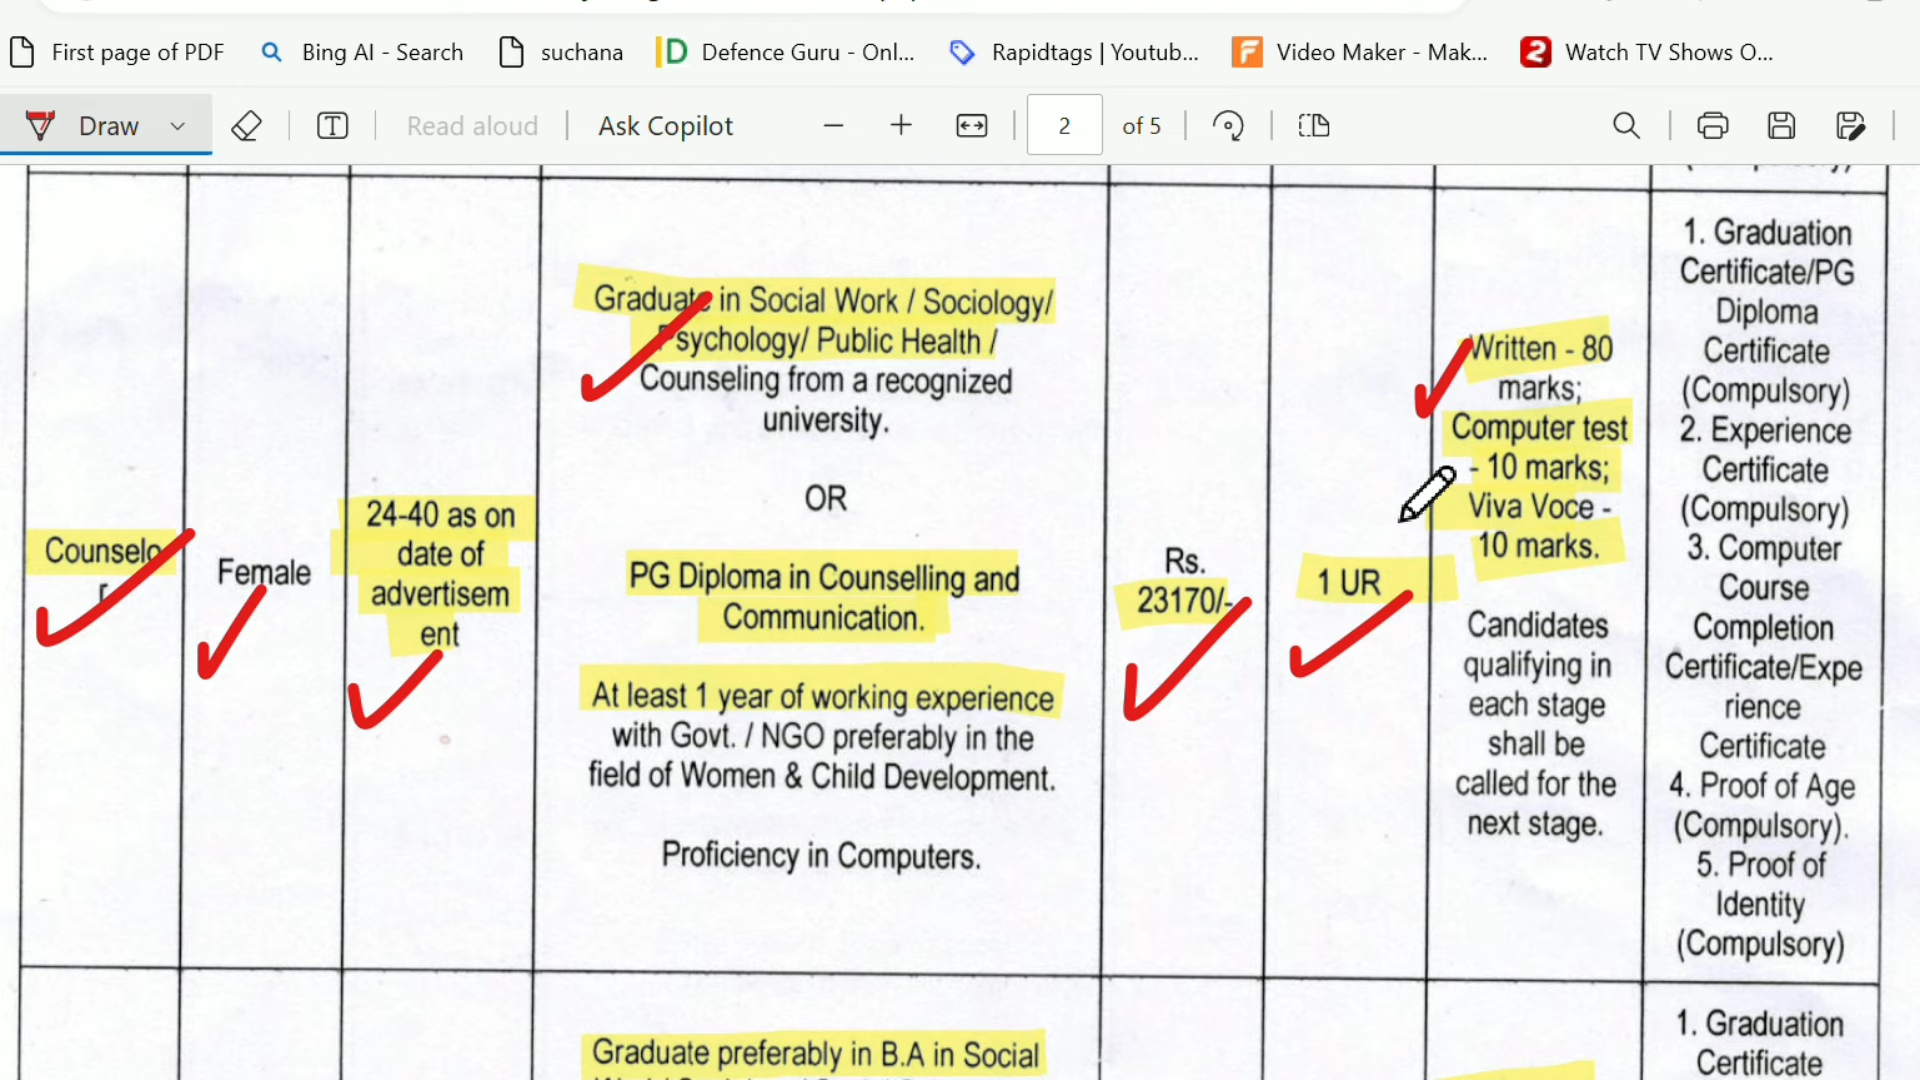 First page of PDF
Bing AI - Search
suchana
Defence Guru - Onl...
Rapidtags | Youtub...
Video Maker - Mak...
Watch TV Shows O...
Draw
Read aloud
Ask Copilot
2
of 5
Counselo
r
Female
24-40 as on
date of
advertisem
ent
Graduate in Social Work / Sociology/
Psychology/ Public Health /
Counseling from a recognized
university.
OR
PG Diploma in Counselling and
Communication.
At least 1 year of working experience
with Govt. / NGO preferably in the
field of Women & Child Development.
Proficiency in Computers.
Rs.
23170/-
1 UR
Written - 80
marks;
Computer test
- 10 marks;
Viva Voce -
10 marks.
Candidates
qualifying in
each stage
shall be
called for the
next stage.
1. Graduation
Certificate/PG
Diploma
Certificate
(Compulsory)
2. Experience
Certificate
(Compulsory)
3. Computer
Course
Completion
Certificate/Expe
rience
Certificate
4. Proof of Age
(Compulsory).
5. Proof of
Identity
(Compulsory)
Graduate preferably in B.A in Social
1. Graduation
Certificate